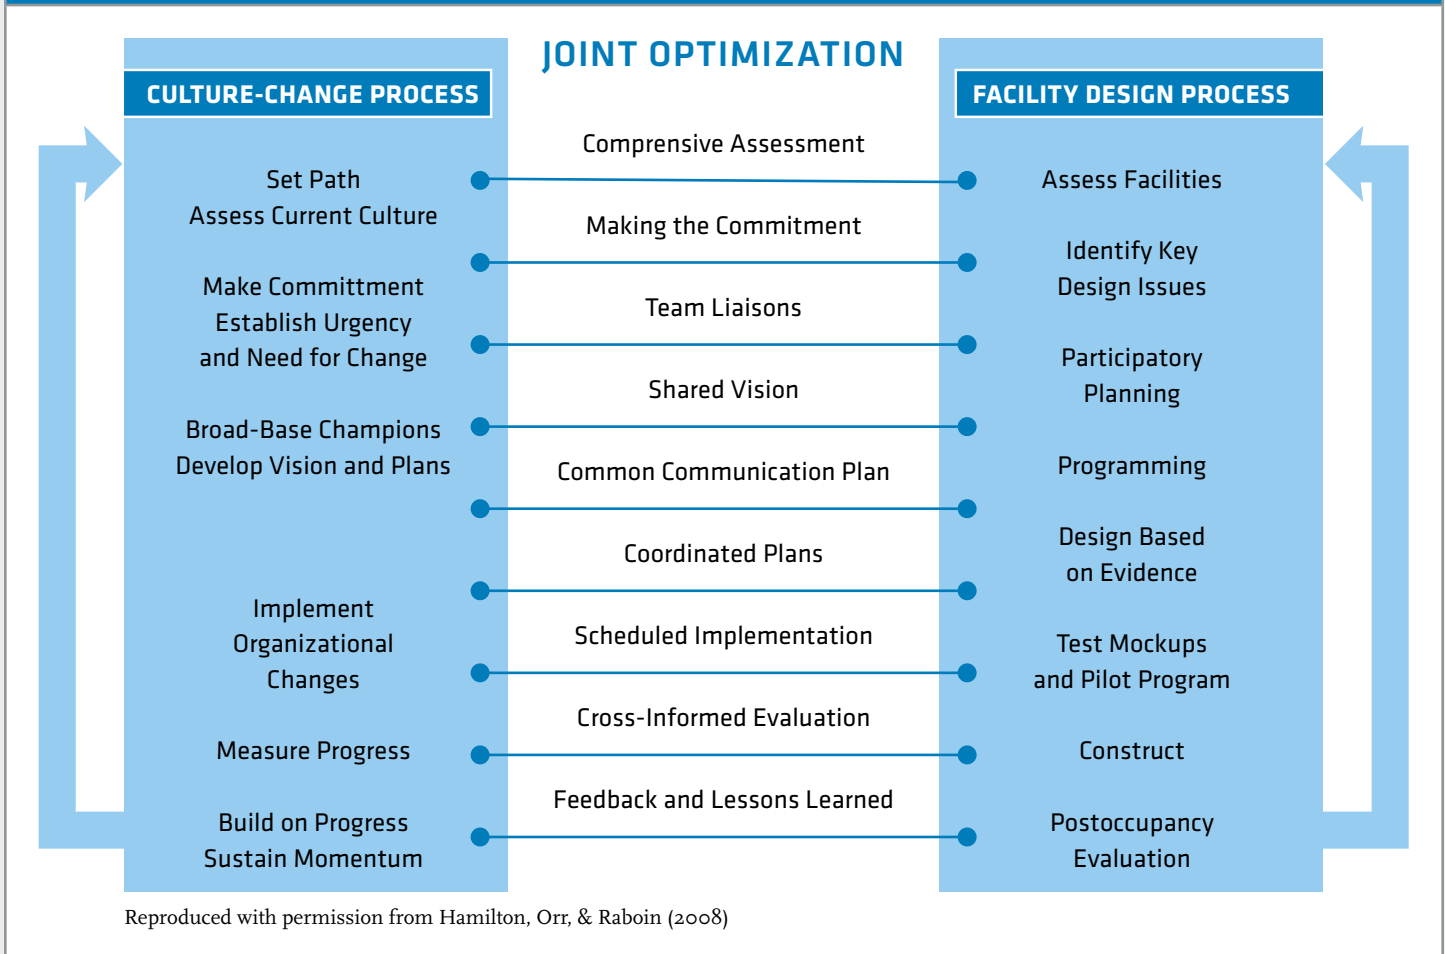 JOINT OPTIMIZATION
CULTURE-CHANGE PROCESS
Set Path
Assess Current Culture
Make Committment
Establish Urgency
and Need for Change
Broad-Base Champions
Develop Vision and Plans
Implement
Organizational
Changes
Measure Progress
Build on Progress
Sustain Momentum
Comprensive Assessment
Making the Commitment
Team Liaisons
Shared Vision
Common Communication Plan
Coordinated Plans
Scheduled Implementation
Cross-Informed Evaluation
Feedback and Lessons Learned
FACILITY DESIGN PROCESS
Assess Facilities
Identify Key
Design Issues
Participatory
Planning
Programming
Design Based
on Evidence
Test Mockups
and Pilot Program
Construct
Postoccupancy
Evaluation
Reproduced with permission from Hamilton, Orr, & Raboin (2008)